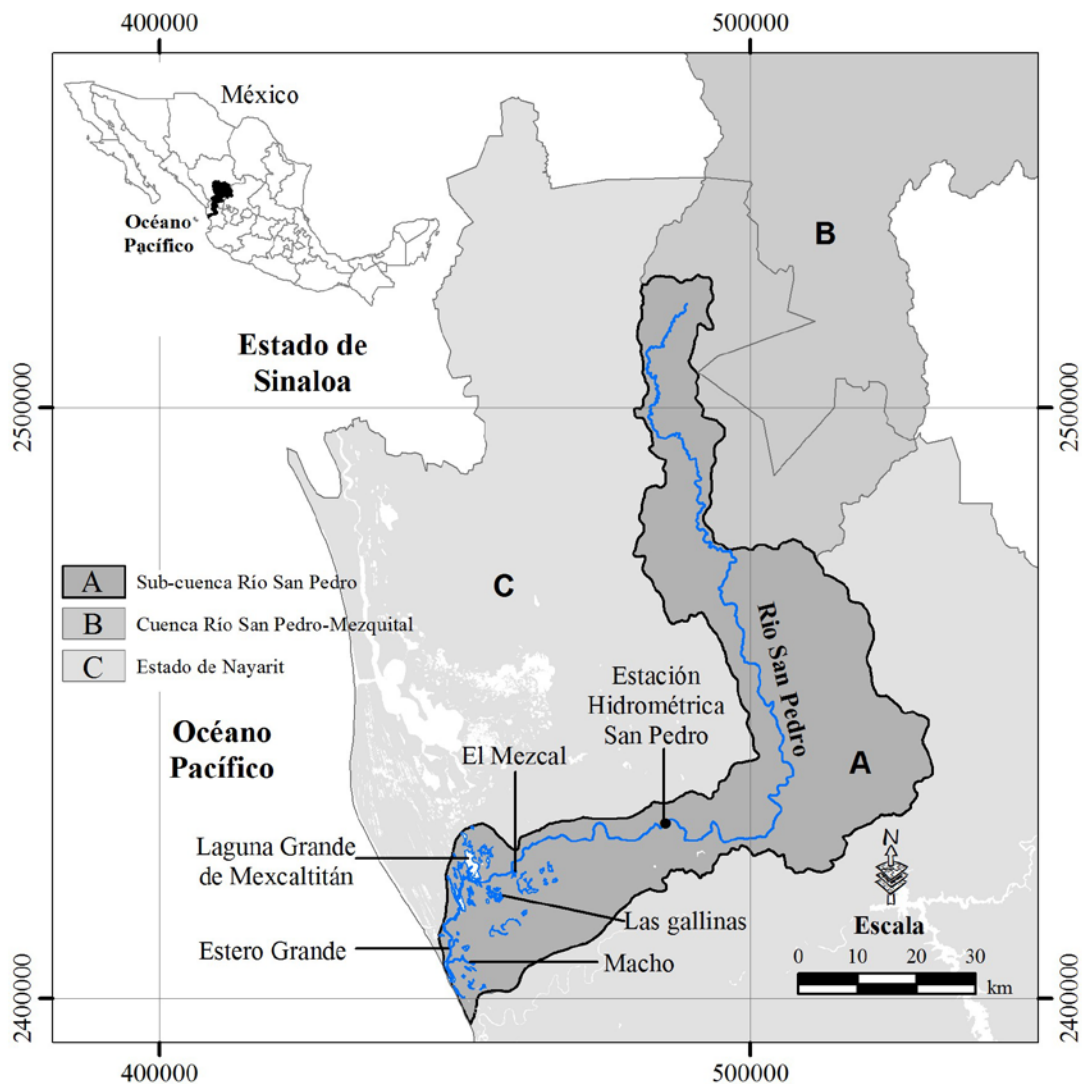 400000
500000
México
Océano
Pacífico
B
Estado de
Sinaloa
2500000
2500000
A
Sub-cuenca Río San Pedro
B
Cuenca Río San Pedro-Mezquital
C
Estado de Nayarit
C
Rio San Pedro
Estación
Hidrométrica
San Pedro
Océano
Pacífico
El Mezcal
A
Laguna Grande
de Mexcaltitán
N
Las gallinas
Escala
Estero Grande
Macho
0 10 20 30
km
2400000
2400000
400000
500000